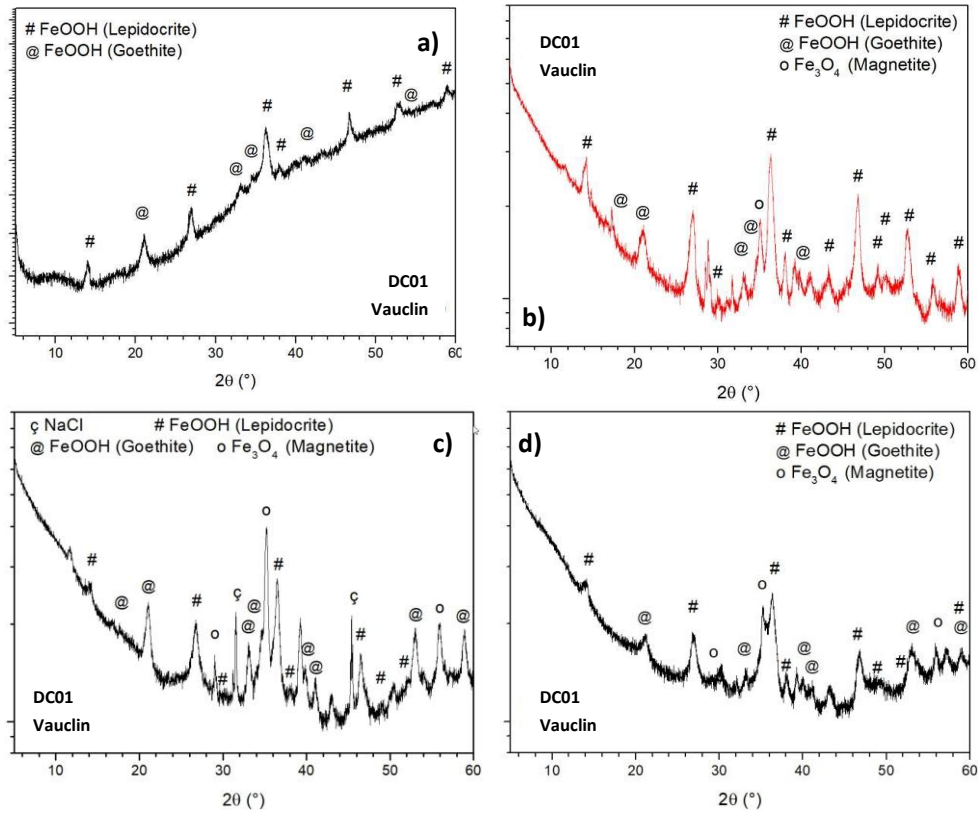 # FeOOH (Lepidocrite)
@ FeOOH (Goethite)
a)
#
@
#
@
@
#
#
@
#
#
@
#
DC01
Vauclin
10 20 30 40 50 60
2θ (°)
DC01
Vauclin
# FeOOH (Lepidocrite)
@ FeOOH (Goethite)
o Fe₃O₄ (Magnetite)
#
@
@
#
#
@
@
o
#
#
@
#
#
#
#
#
#
#
b)
10 20 30 40 50 60
2θ (°)
ç NaCl # FeOOH (Lepidocrite)
@ FeOOH (Goethite) o Fe₃O₄ (Magnetite)
c)
#
@
@
#
o
#
ç
@
@
o
#
#
@
@
ç
#
#
#
@
o
@
DC01
Vauclin
10 20 30 40 50 60
2θ (°)
d)
# FeOOH (Lepidocrite)
@ FeOOH (Goethite)
o Fe₃O₄ (Magnetite)
#
@
#
o
@
o
#
#
@
@
#
#
#
@
o
#
@
DC01
Vauclin
10 20 30 40 50 60
2θ (°)